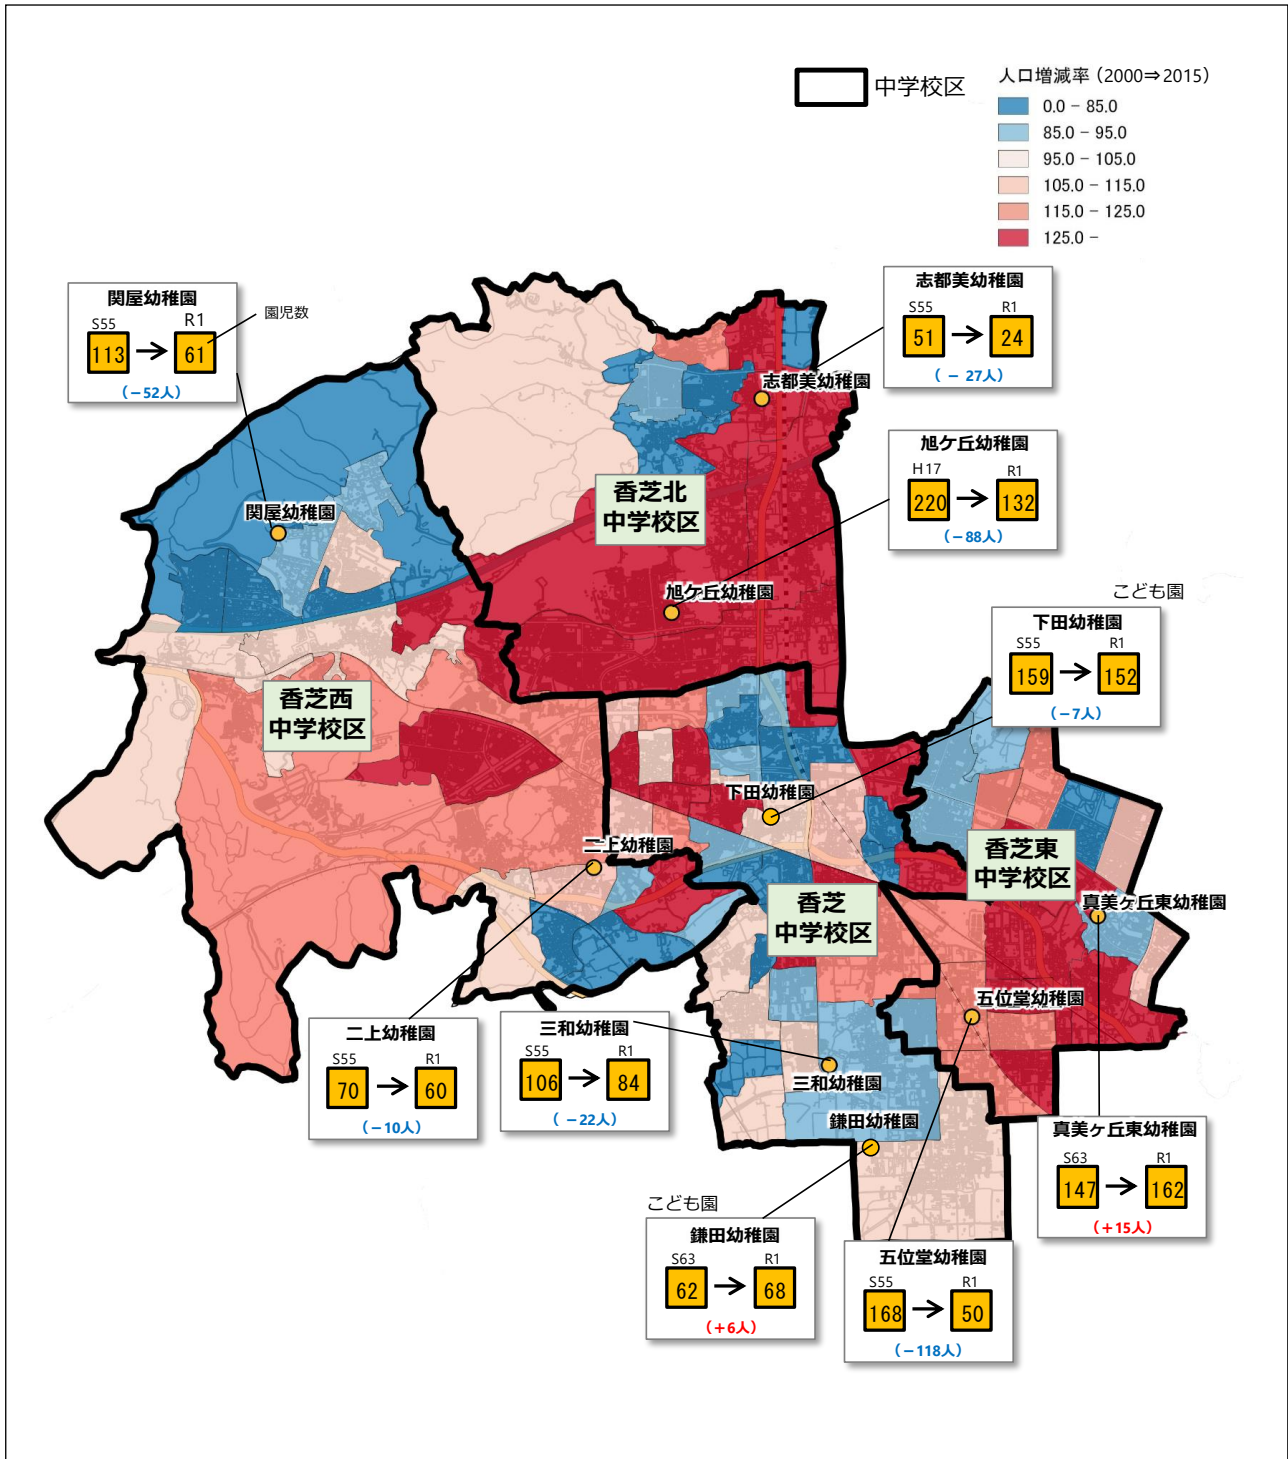 中学校区
人口増減率（2000⇒2015）
0.0 − 85.0
85.0 − 95.0
95.0 − 105.0
105.0 − 115.0
115.0 − 125.0
125.0 −
関屋幼稚園
S55 R1
113 → 61
（−52人）
園児数
志都美幼稚園
S55 R1
51 → 24
（− 27人）
志都美幼稚園
旭ケ丘幼稚園
H17 R1
220 → 132
（−88人）
香芝北
中学校区
関屋幼稚園
旭ケ丘幼稚園
こども園
下田幼稚園
S55 R1
159 → 152
（−7人）
香芝西
中学校区
下田幼稚園
二上幼稚園
香芝東
中学校区
香芝
中学校区
真美ヶ丘東幼稚園
五位堂幼稚園
二上幼稚園
S55 R1
70 → 60
（−10人）
三和幼稚園
S55 R1
106 → 84
（ −22人）
三和幼稚園
鎌田幼稚園
真美ヶ丘東幼稚園
S63 R1
147 → 162
（+15人）
こども園
鎌田幼稚園
S63 R1
62 → 68
（+6人）
五位堂幼稚園
S55 R1
168 → 50
（−118人）